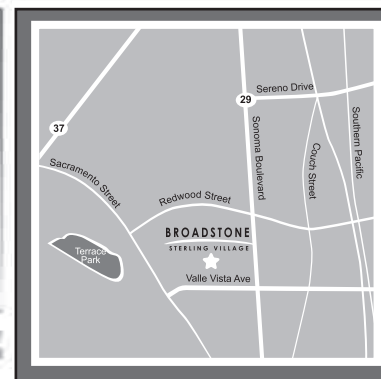 Sereno Drive
29
37
Sonoma Boulevard
Couch Street
Southern Pacific
Sacramento Street
Redwood Street
BROADSTONE
STERLING VILLAGE
Terrace
Park
Valle Vista Ave